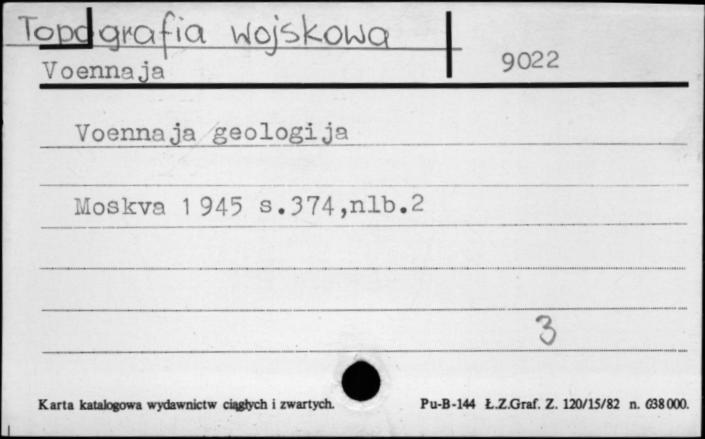 Topografia wojskowa
Voennaja 9022
Voennaja geologija
Moskva 1945 s.374,nlb.2
3
Karta katalogowa wydawnictw ciągłych i zwartych. Pu-B-144 Ł.Z.Graf. Z. 120/15/82 n. 638000.